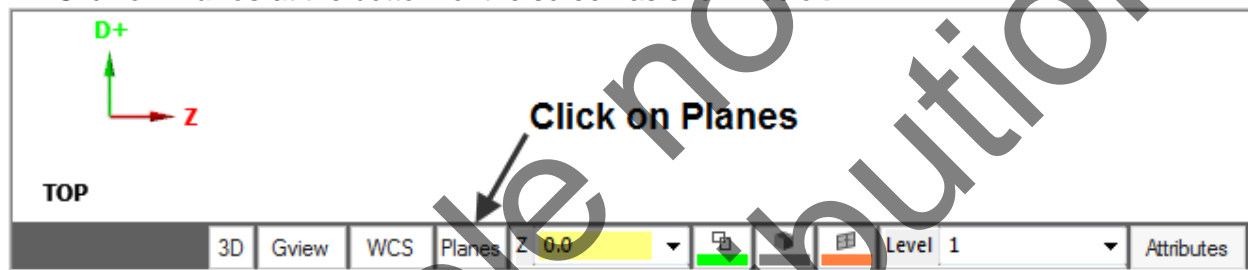 D+
Z
Click on Planes
TOP
3D Gview WCS Planes Z 0.0 Level 1 Attributes